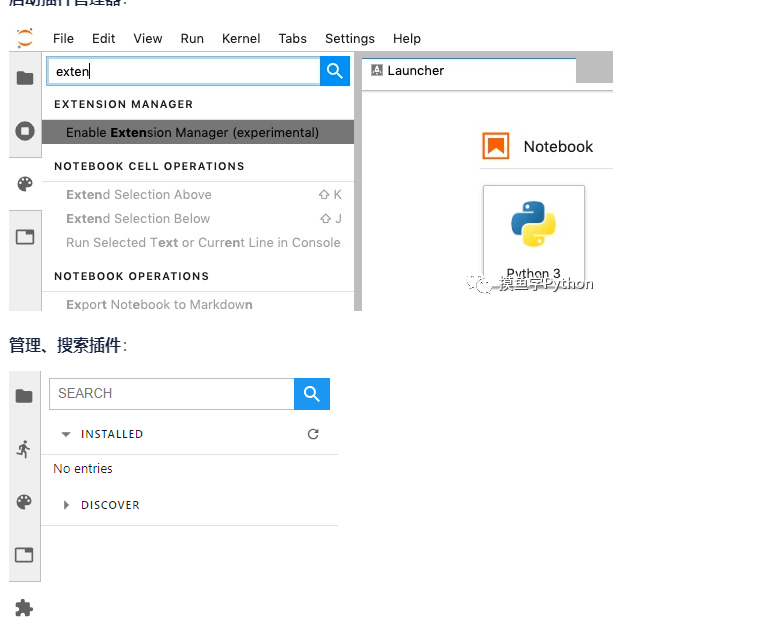 启动插件管理器：
File Edit View Run Kernel Tabs Settings Help
exten
Launcher
EXTENSION MANAGER
Enable Extension Manager (experimental)
NOTEBOOK CELL OPERATIONS
Extend Selection Above ⇧ K
Extend Selection Below ⇧ J
Run Selected Text or Current Line in Console
NOTEBOOK OPERATIONS
Export Notebook to Markdown
Notebook
Python 3
摸鱼学Python
管理、搜索插件：
SEARCH
INSTALLED
No entries
DISCOVER